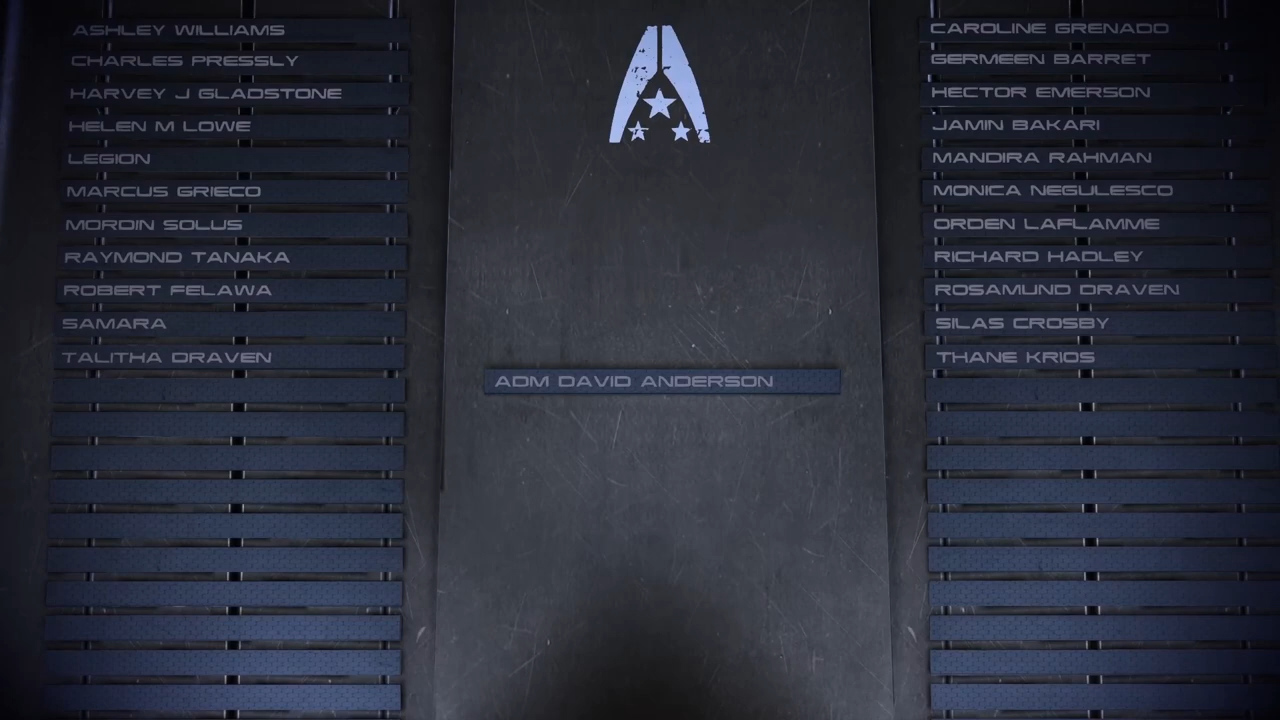 ASHLEY WILLIAMS
CHARLES PRESSLY
HARVEY J GLADSTONE
HELEN M LOWE
LEGION
MARCUS GRIECO
MORDIN SOLUS
RAYMOND TANAKA
ROBERT FELAWA
SAMARA
TALITHA DRAVEN
ADM DAVID ANDERSON
CAROLINE GRENADO
GERMEEN BARRET
HECTOR EMERSON
JAMIN BAKARI
MANDIRA RAHMAN
MONICA NEGULESCO
ORDEN LAFLAMME
RICHARD HADLEY
ROSAMUND DRAVEN
SILAS CROSBY
THANE KRIOS